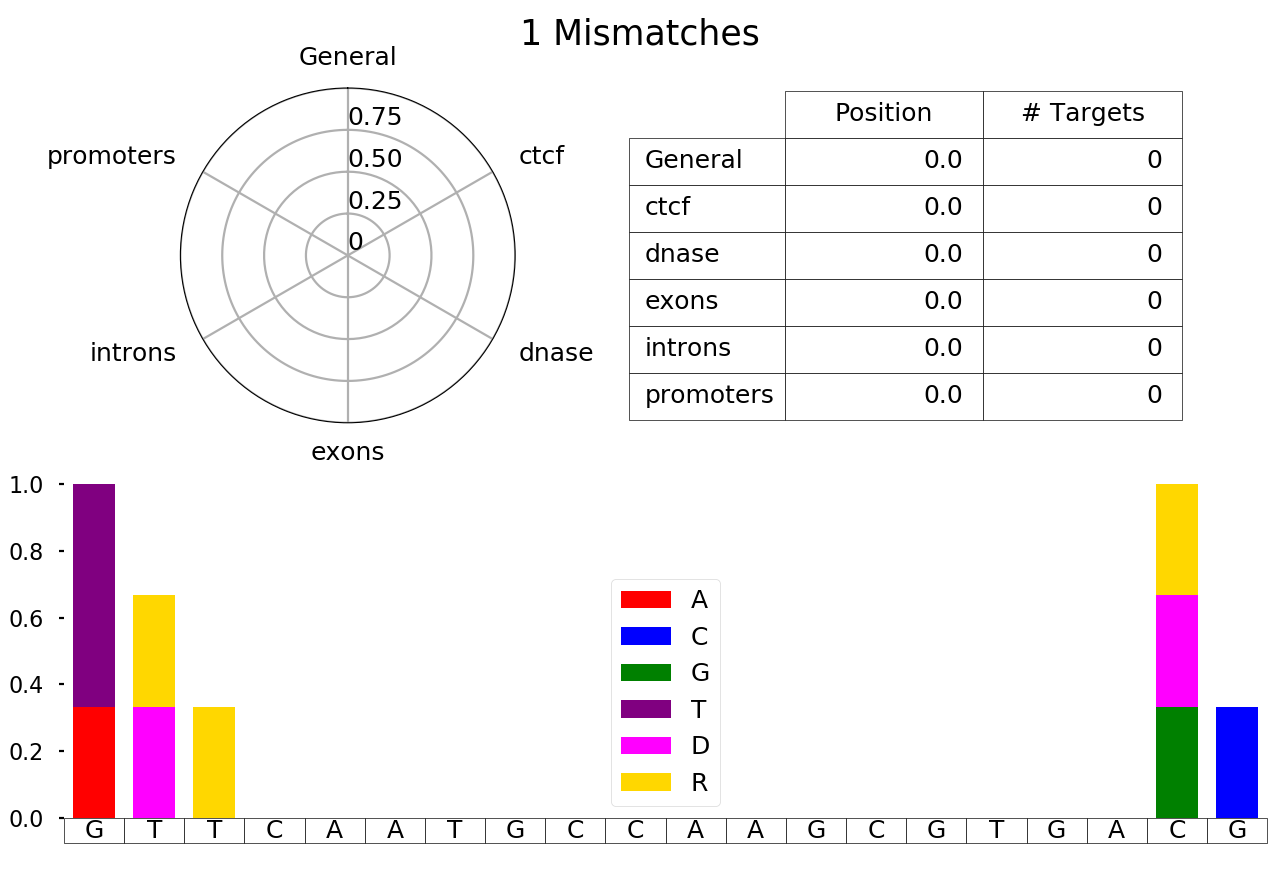 1 Mismatches
General
promoters
ctcf
0.75
0.50
0.25
0
introns
dnase
exons
Position # Targets
General 0.0 0
ctcf 0.0 0
dnase 0.0 0
exons 0.0 0
introns 0.0 0
promoters 0.0 0
1.0
0.8
0.6
0.4
0.2
0.0
A
C
G
T
D
R
G T T C A A T G C C A A G C G T G A C G